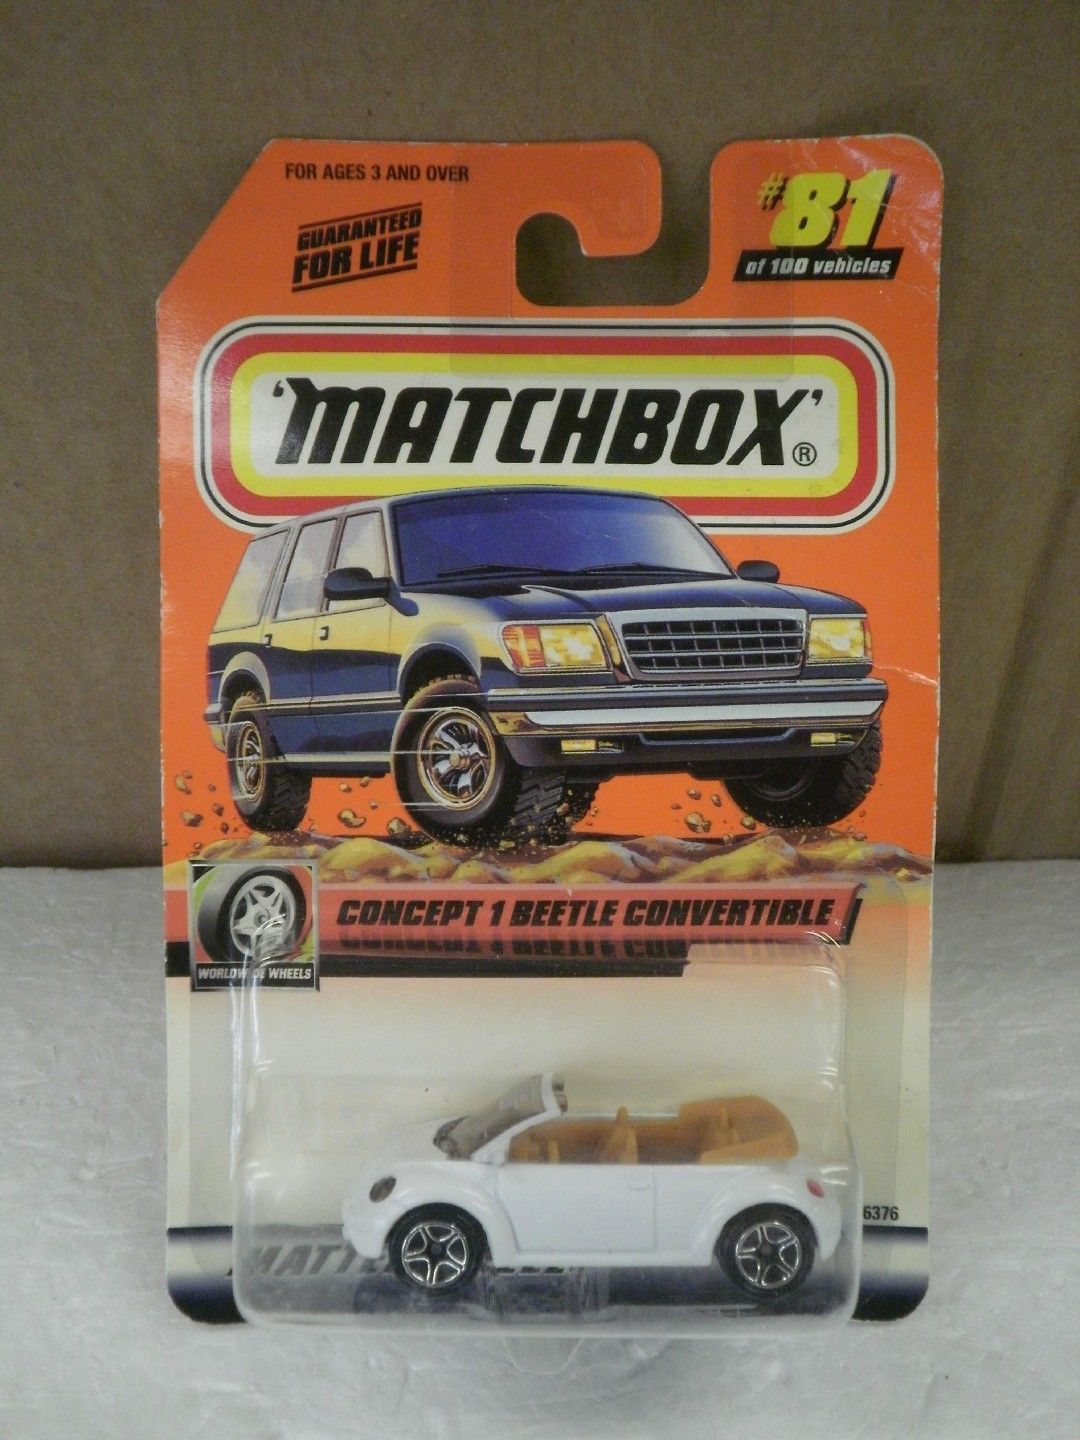 FOR AGES 3 AND OVER
GUARANTEED
FOR LIFE
#81
of 100 vehicles
'MATCHBOX'®
CONCEPT 1 BEETLE CONVERTIBLE
WORLDWIDE WHEELS
6376